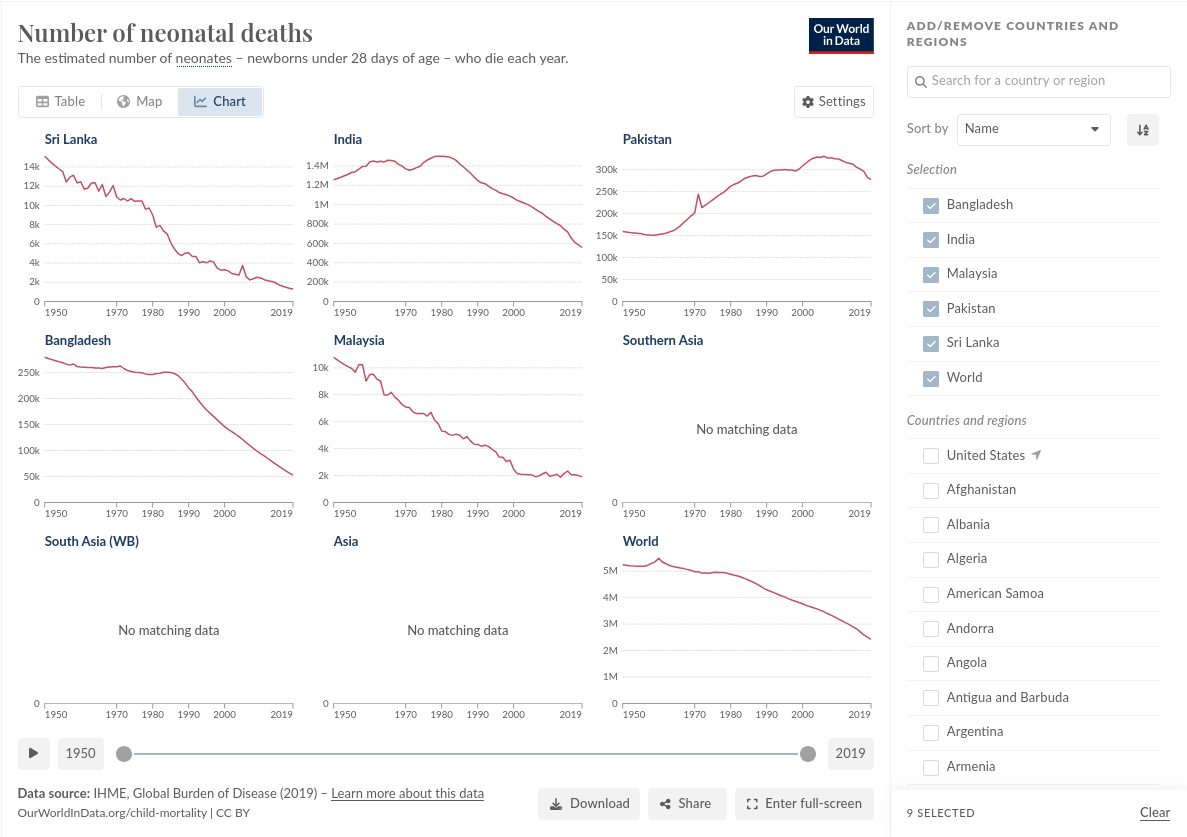 Number of neonatal deaths
The estimated number of neonates – newborns under 28 days of age – who die each year.
Our World
in Data
Table
Map
Chart
Settings
Sri Lanka
14k
12k
10k
8k
6k
4k
2k
0
1950 1970 1980 1990 2000 2019
India
1.4M
1.2M
1M
800k
600k
400k
200k
0
1950 1970 1980 1990 2000 2019
Pakistan
300k
250k
200k
150k
100k
50k
0
1950 1970 1980 1990 2000 2019
Bangladesh
250k
200k
150k
100k
50k
0
1950 1970 1980 1990 2000 2019
Malaysia
10k
8k
6k
4k
2k
0
1950 1970 1980 1990 2000 2019
Southern Asia
No matching data
0
1950 1970 1980 1990 2000 2019
South Asia (WB)
No matching data
0
1950 1970 1980 1990 2000 2019
Asia
No matching data
0
1950 1970 1980 1990 2000 2019
World
5M
4M
3M
2M
1M
0
1950 1970 1980 1990 2000 2019
1950
2019
Data source: IHME, Global Burden of Disease (2019) – Learn more about this data
OurWorldInData.org/child-mortality | CC BY
Download
Share
Enter full-screen
ADD/REMOVE COUNTRIES AND
REGIONS
Search for a country or region
Sort by Name
Selection
Bangladesh
India
Malaysia
Pakistan
Sri Lanka
World
Countries and regions
United States
Afghanistan
Albania
Algeria
American Samoa
Andorra
Angola
Antigua and Barbuda
Argentina
Armenia
9 SELECTED
Clear